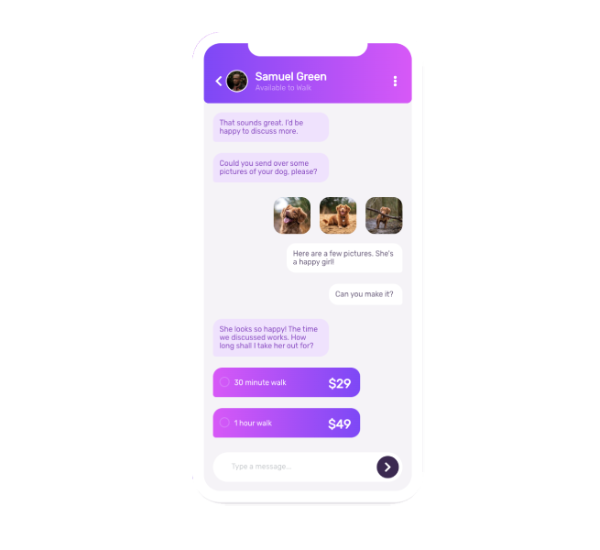 Samuel Green
Available to Walk
That sounds great. I'd be
happy to discuss more.
Could you send over some
pictures of your dog, please?
Here are a few pictures. She's
a happy girl!
Can you make it?
She looks so happy! The time
we discussed works. How
long shall I take her out for?
30 minute walk $29
1 hour walk $49
Type a message...